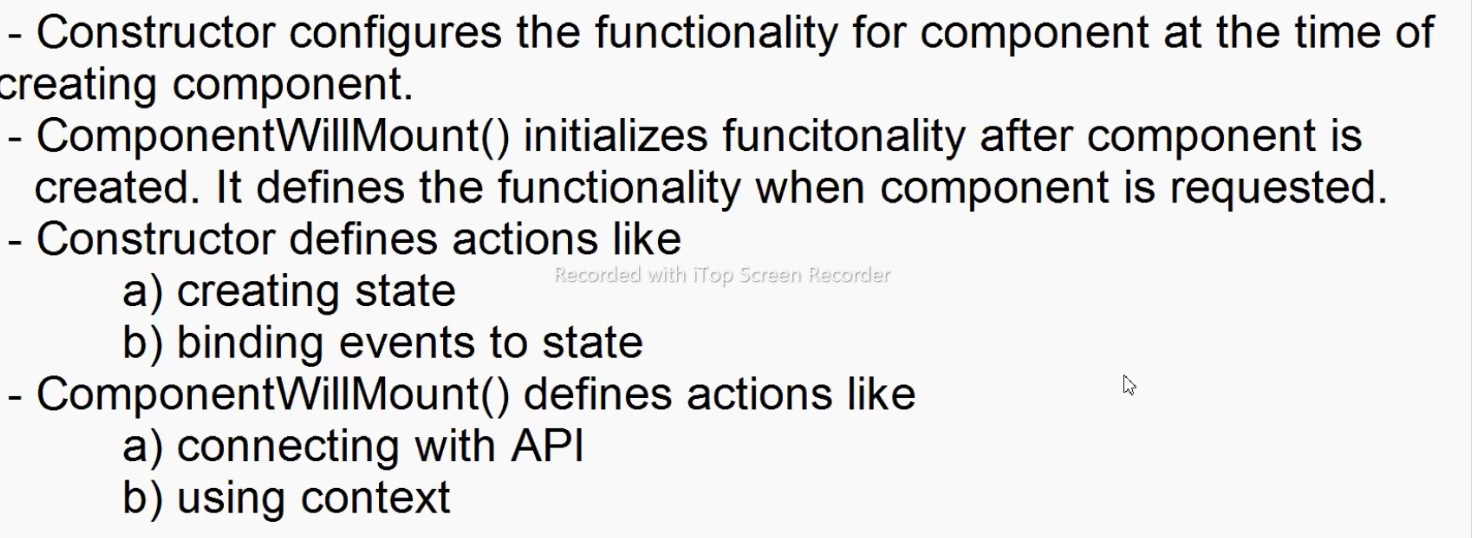 - Constructor configures the functionality for component at the time of
creating component.
- ComponentWillMount() initializes funcitonality after component is
created. It defines the functionality when component is requested.
- Constructor defines actions like
Recorded with iTop Screen Recorder
a) creating state
b) binding events to state
- ComponentWillMount() defines actions like
a) connecting with API
b) using context